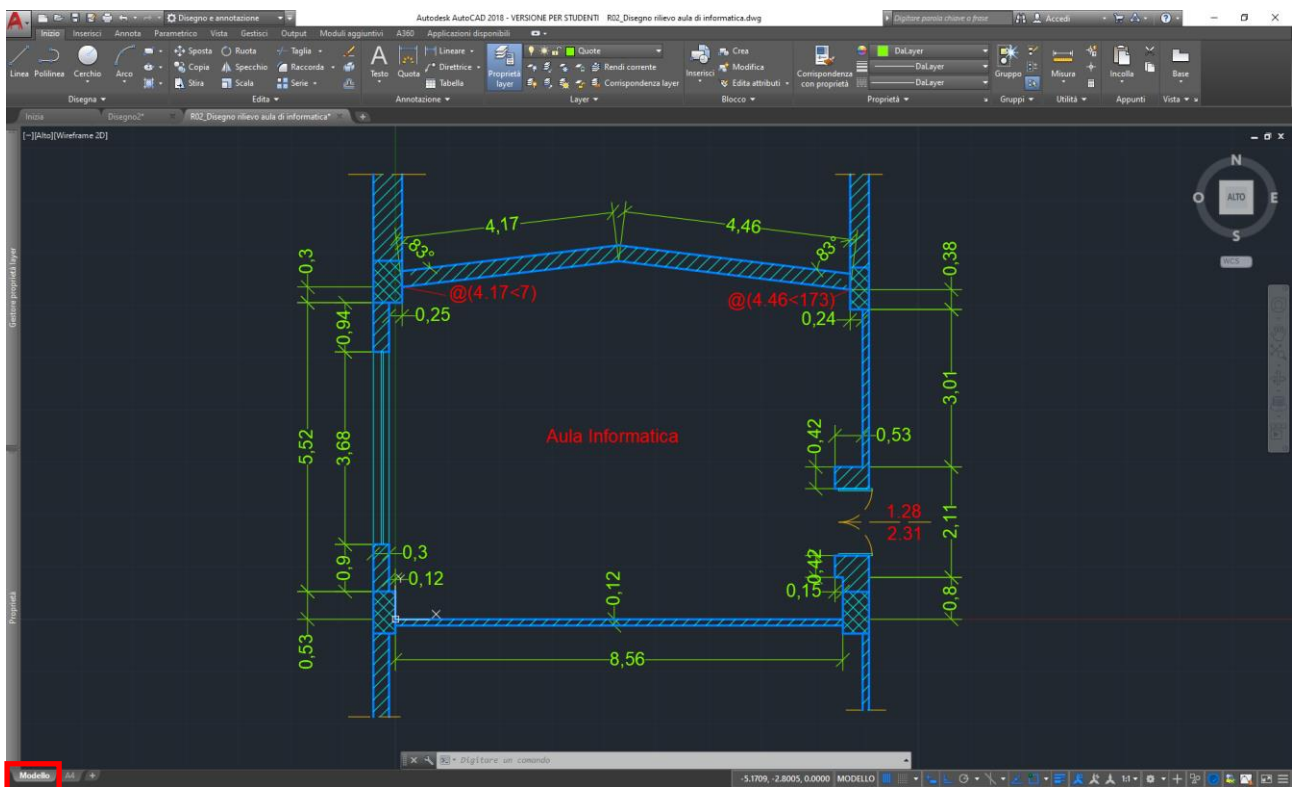 Disegno e annotazione
Autodesk AutoCAD 2018 - VERSIONE PER STUDENTI R02_Disegno rilievo aula di informatica.dwg
Digitare parola chiave o frase
Accedi
Inizio Inserisci Annota Parametrico Vista Gestisci Output Moduli aggiuntivi A360 Applicazioni disponibili
Linea Polilinea Cerchio Arco
Sposta Ruota Taglia
Copia Specchio Raccorda
Stira Scala Serie
Testo Quota
Lineare
Direttrice
Tabella
Proprietà layer
Quote
Rendi corrente
Corrispondenza layer
Inserisci
Crea
Modifica
Edita attributi
Corrispondenza con proprietà
DaLayer
DaLayer
DaLayer
Gruppo
Misura
Incolla
Base
Disegna Edita Annotazione Layer Blocco Proprietà Gruppi Utilità Appunti Vista
Inizio Disegno2* R02_Disegno rilievo aula di informatica*
[−][Alto][Wireframe 2D]
N
O ALTO E
S
WCS
Gestore proprietà layer
Proprietà
4,17 4,46
83° 83°
0,3 0,38
@(4.17<7) @(4.46<173)
0,25 0,24
0,94
3,01
5,52 3,68
Aula Informatica
0,42 0,53
1.28
2.31
2,11
0,3
0,9
0,12
0,42
0,15
0,8
0,12
Y
X
0,53
8,56
Digitare un comando
Modello A4 +
-5.1709, -2.8005, 0.0000 MODELLO
1:1